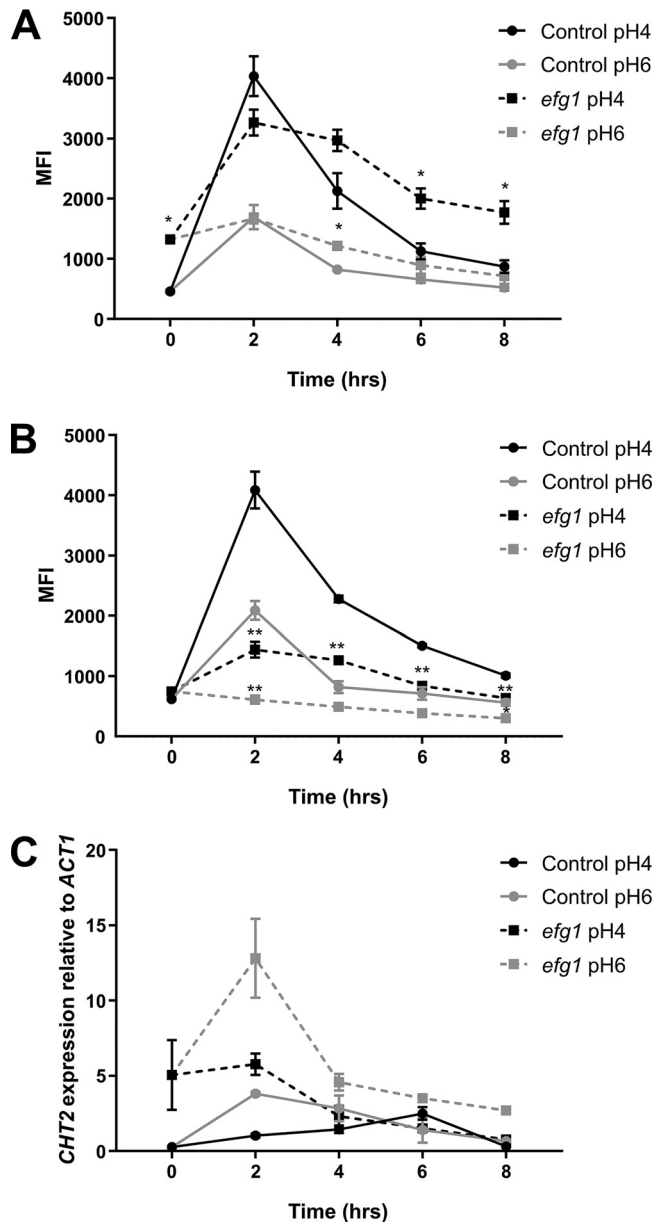 A
5000
4000
3000
2000
1000
0
MFI
0 2 4 6 8
Time (hrs)
Control pH4
Control pH6
efg1 pH4
efg1 pH6
* * * *
B
5000
4000
3000
2000
1000
0
MFI
0 2 4 6 8
Time (hrs)
Control pH4
Control pH6
efg1 pH4
efg1 pH6
** ** ** **
** *
C
20
15
10
5
0
CHT2 expression relative to ACT1
0 2 4 6 8
Time (hrs)
Control pH4
Control pH6
efg1 pH4
efg1 pH6